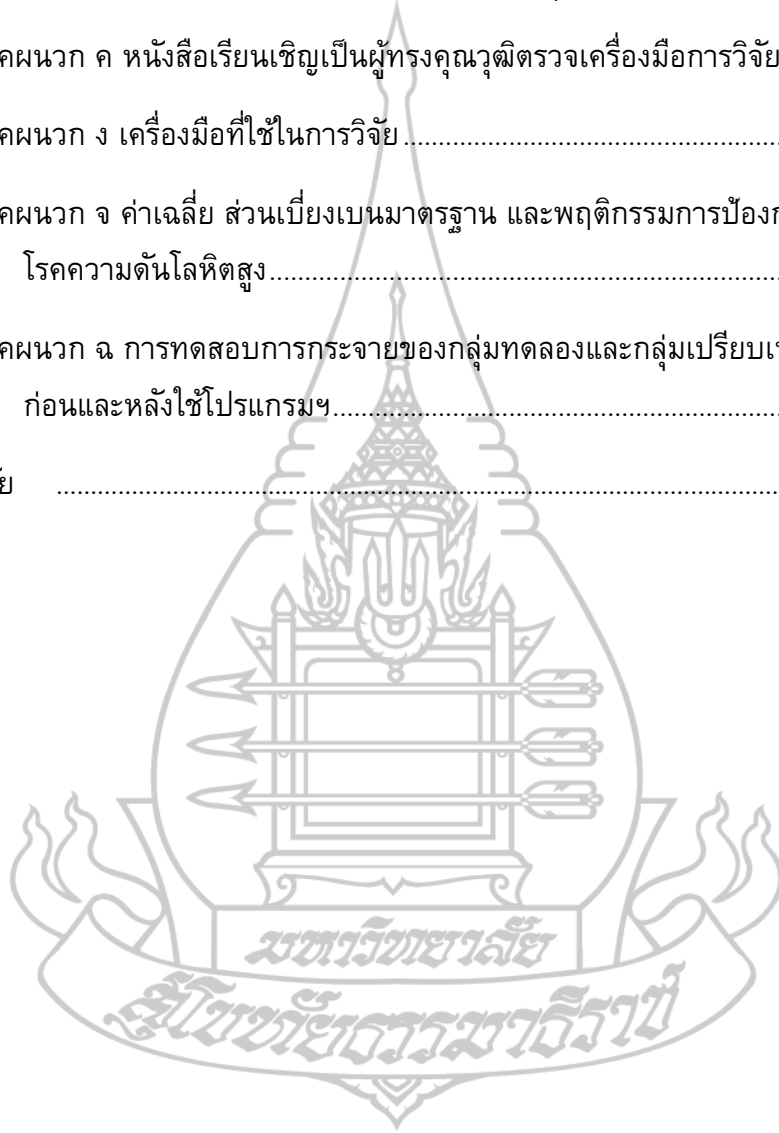 คผนวก ค หนังสือเรียนเชิญเป็นผู้ทรงคุณวุฒิตรวจเครื่องมือการวิจัย
คผนวก ง เครื่องมือที่ใช้ในการวิจัย
คผนวก จ ค่าเฉลี่ย ส่วนเบี่ยงเบนมาตรฐาน และพฤติกรรมการป้อง
โรคความดันโลหิตสูง
คผนวก ฉ การทดสอบการกระจายของกลุ่มทดลองและกลุ่มเปรียบเ
ก่อนและหลังใช้โปรแกรมฯ
มหาวิทยาลัย
สุโขทัยธรรมาธิราช